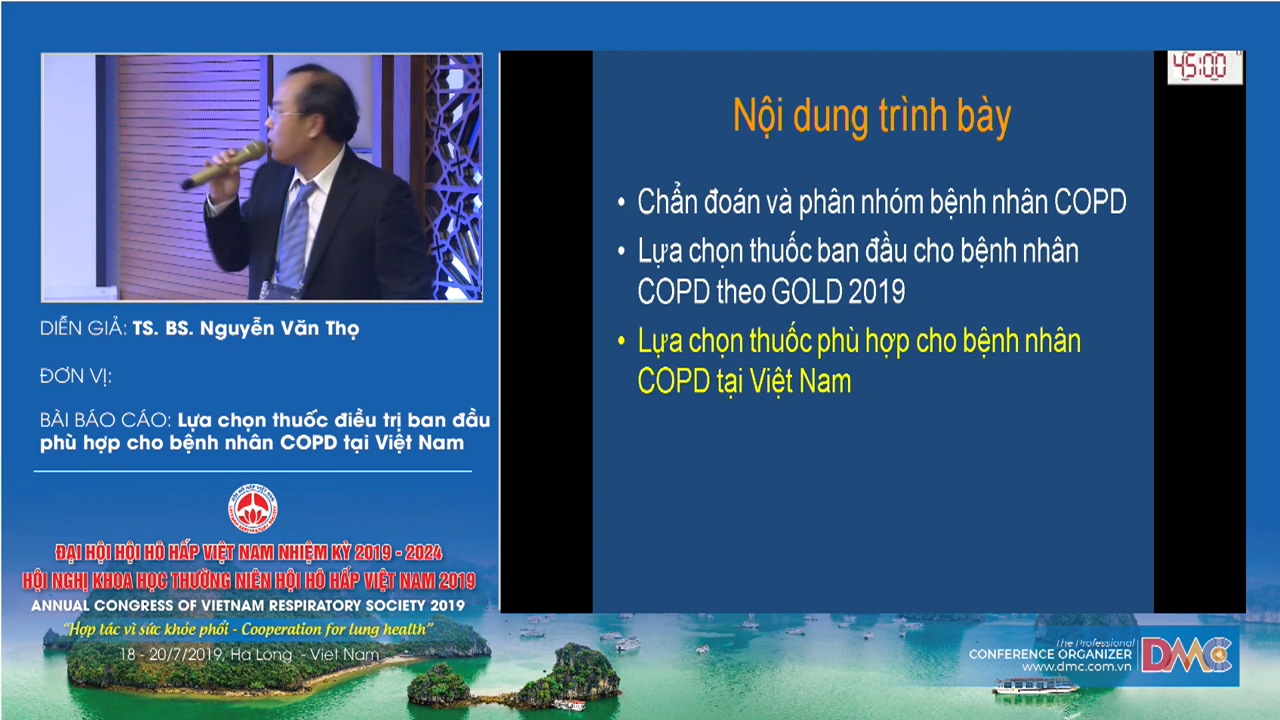 45:00
Nội dung trình bày
• Chẩn đoán và phân nhóm bệnh nhân COPD
• Lựa chọn thuốc ban đầu cho bệnh nhân
COPD theo GOLD 2019
• Lựa chọn thuốc phù hợp cho bệnh nhân
COPD tại Việt Nam
DIỄN GIẢ: TS. BS. Nguyễn Văn Thọ
ĐƠN VỊ:
BÀI BÁO CÁO: Lựa chọn thuốc điều trị ban đầu
phù hợp cho bệnh nhân COPD tại Việt Nam
ĐẠI HỘI HỘI HÔ HẤP VIỆT NAM NHIỆM KỲ 2019 - 2024
HỘI NGHỊ KHOA HỌC THƯỜNG NIÊN HỘI HÔ HẤP VIỆT NAM 2019
ANNUAL CONGRESS OF VIETNAM RESPIRATORY SOCIETY 2019
“Hợp tác vì sức khỏe phổi - Cooperation for lung health”
18 - 20/7/2019, Ha Long - Viet Nam
The Professional
CONFERENCE ORGANIZER
www.dmc.com.vn
DMC